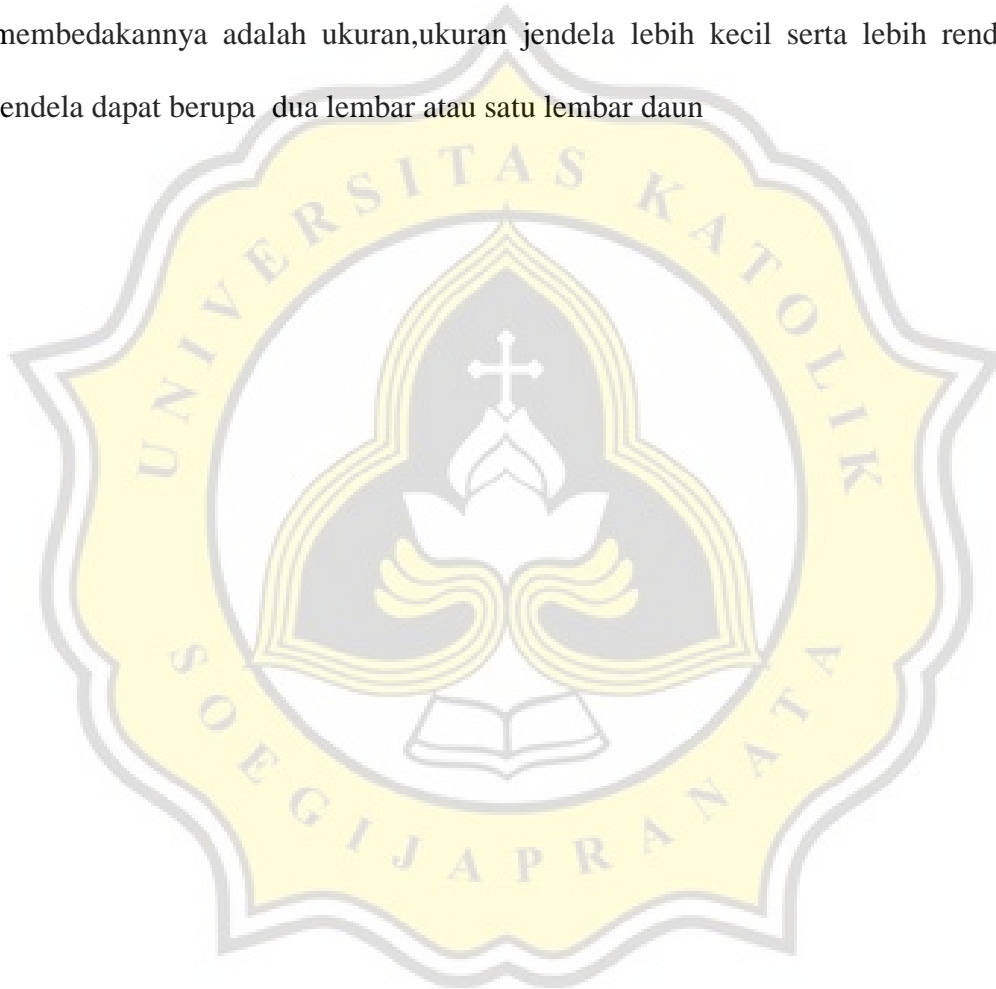 membedakannya adalah ukuran,ukuran jendela lebih kecil serta lebih rend
endela dapat berupa dua lembar atau satu lembar daun
UNIVERSITAS KATOLIK
SOEGIJAPRANATA